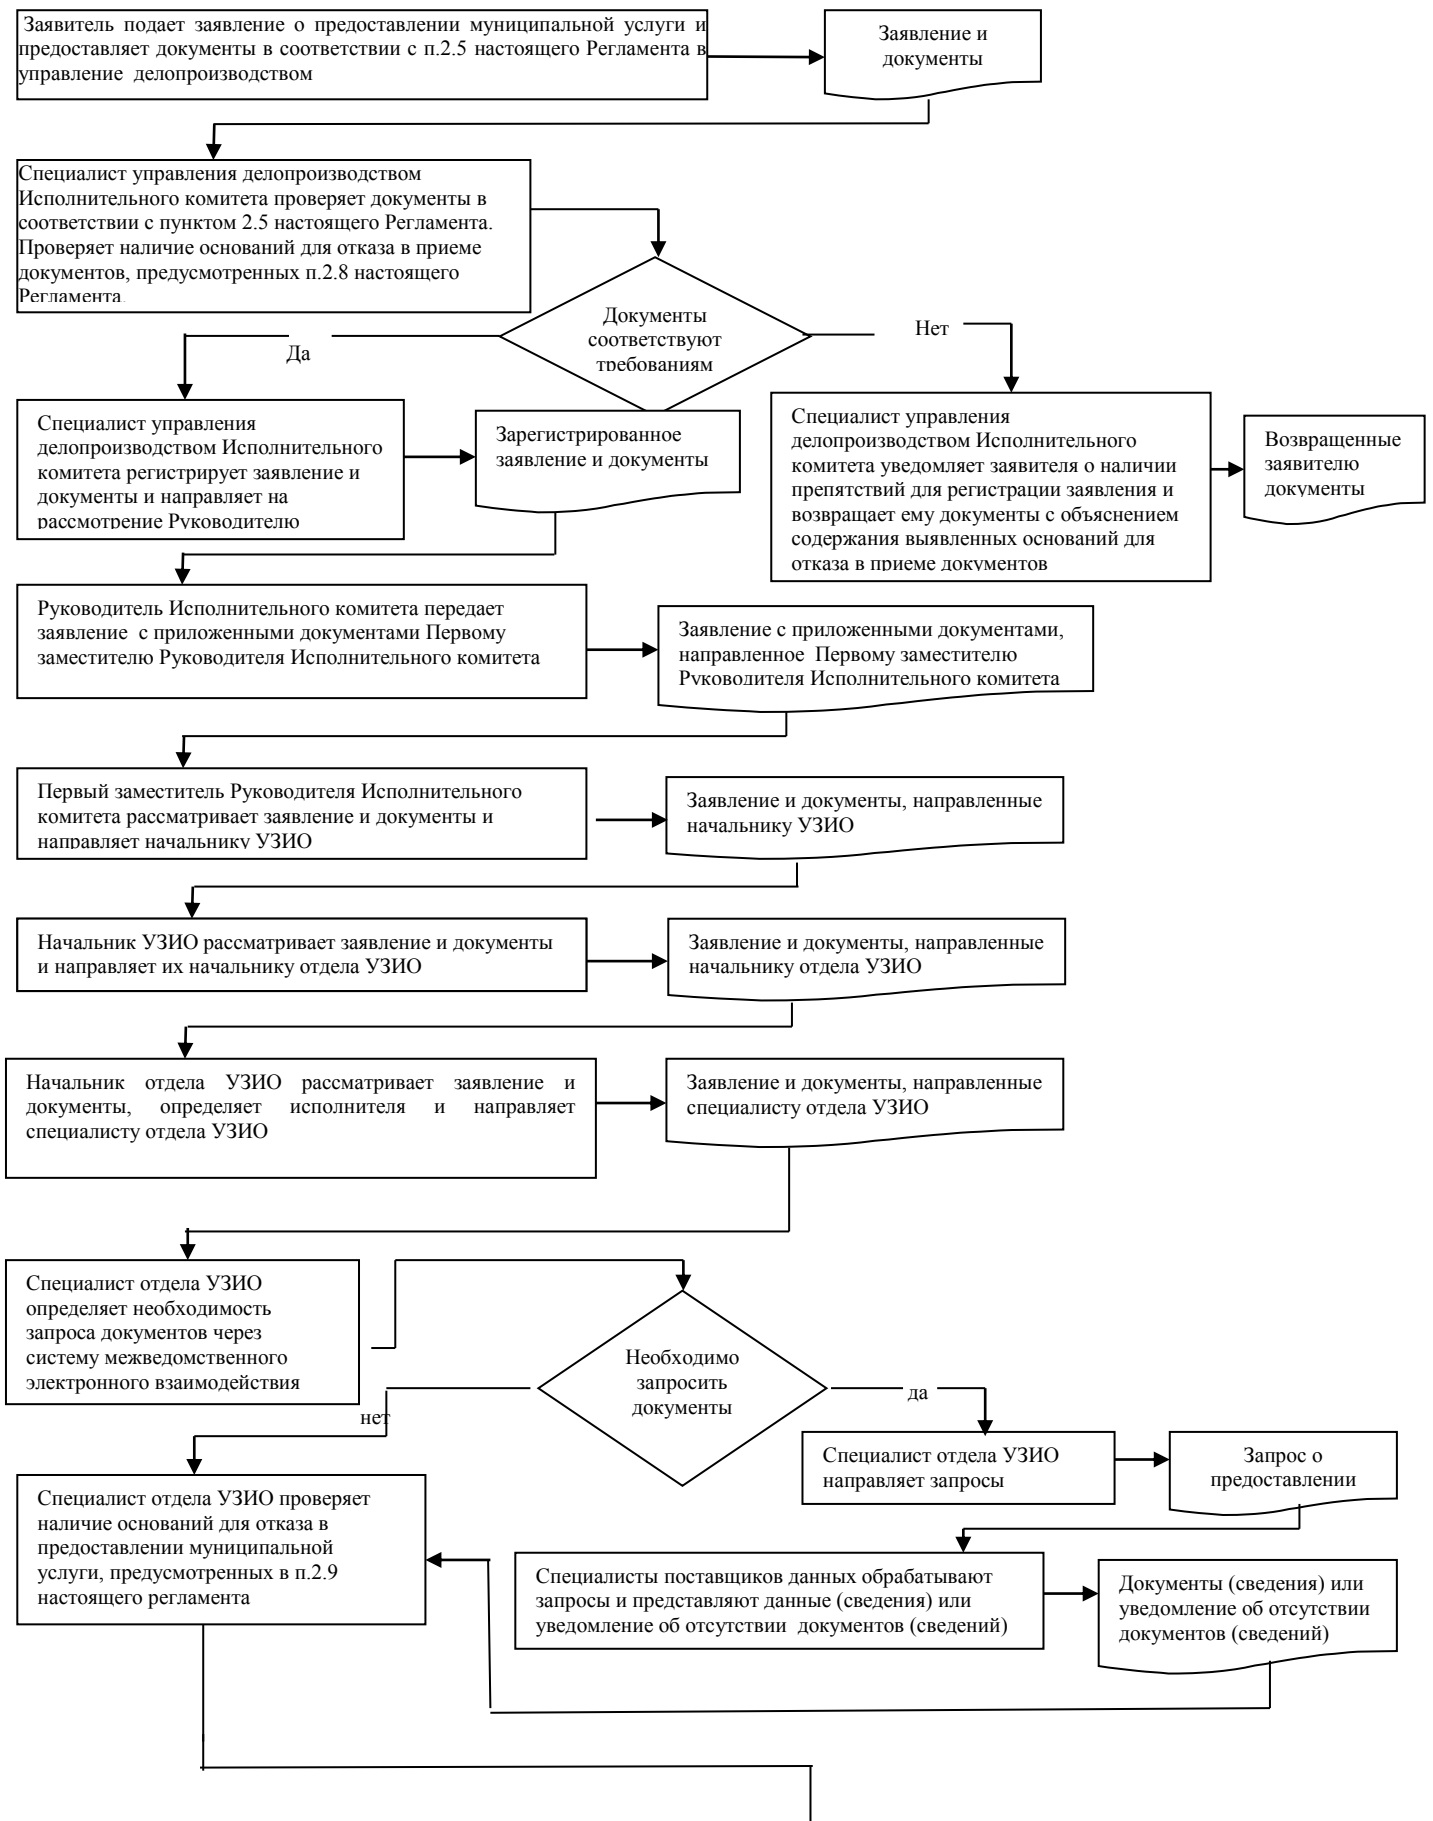 Заявитель подает заявление о предоставлении муниципальной услуги и
предоставляет документы в соответствии с п.2.5 настоящего Регламента в
управление делопроизводством
Заявление и
документы
Специалист управления делопроизводством
Исполнительного комитета проверяет документы в
соответствии с пунктом 2.5 настоящего Регламента.
Проверяет наличие оснований для отказа в приеме
документов, предусмотренных п.2.8 настоящего
Регламента.
Документы
соответствуют
требованиям
Да
Нет
Специалист управления
делопроизводством Исполнительного
комитета регистрирует заявление и
документы и направляет на
рассмотрение Руководителю
Зарегистрированное
заявление и документы
Специалист управления
делопроизводством Исполнительного
комитета уведомляет заявителя о наличии
препятствий для регистрации заявления и
возвращает ему документы с объяснением
содержания выявленных оснований для
отказа в приеме документов
Возвращенные
заявителю
документы
Руководитель Исполнительного комитета передает
заявление с приложенными документами Первому
заместителю Руководителя Исполнительного комитета
Заявление с приложенными документами,
направленное Первому заместителю
Руководителя Исполнительного комитета
Первый заместитель Руководителя Исполнительного
комитета рассматривает заявление и документы и
направляет начальнику УЗИО
Заявление и документы, направленные
начальнику УЗИО
Начальник УЗИО рассматривает заявление и документы
и направляет их начальнику отдела УЗИО
Заявление и документы, направленные
начальнику отдела УЗИО
Начальник отдела УЗИО рассматривает заявление и
документы, определяет исполнителя и направляет
специалисту отдела УЗИО
Заявление и документы, направленные
специалисту отдела УЗИО
Специалист отдела УЗИО
определяет необходимость
запроса документов через
систему межведомственного
электронного взаимодействия
Необходимо
запросить
документы
нет
да
Специалист отдела УЗИО
направляет запросы
Запрос о
предоставлении
Специалист отдела УЗИО проверяет
наличие оснований для отказа в
предоставлении муниципальной
услуги, предусмотренных в п.2.9
настоящего регламента
Специалисты поставщиков данных обрабатывают
запросы и представляют данные (сведения) или
уведомление об отсутствии документов (сведений)
Документы (сведения) или
уведомление об отсутствии
документов (сведений)